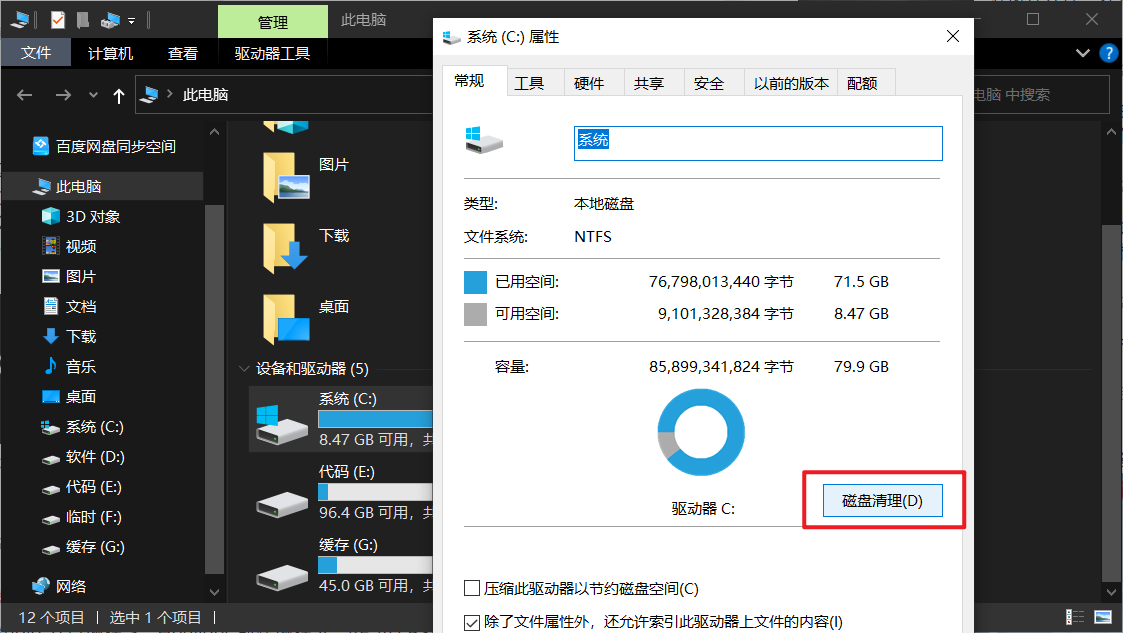 管理
此电脑
文件
计算机
查看
驱动器工具
此电脑
电脑 中搜索
百度网盘同步空间
此电脑
3D 对象
视频
图片
文档
下载
音乐
桌面
系统 (C:)
软件 (D:)
代码 (E:)
临时 (F:)
缓存 (G:)
网络
图片
下载
桌面
设备和驱动器 (5)
系统 (C:)
8.47 GB 可用，共
代码 (E:)
96.4 GB 可用，共
缓存 (G:)
45.0 GB 可用，共
12 个项目
选中 1 个项目
系统 (C:) 属性
常规
工具
硬件
共享
安全
以前的版本
配额
系统
类型:
本地磁盘
文件系统:
NTFS
已用空间:
76,798,013,440 字节
71.5 GB
可用空间:
9,101,328,384 字节
8.47 GB
容量:
85,899,341,824 字节
79.9 GB
驱动器 C:
磁盘清理(D)
压缩此驱动器以节约磁盘空间(C)
除了文件属性外，还允许索引此驱动器上文件的内容(I)